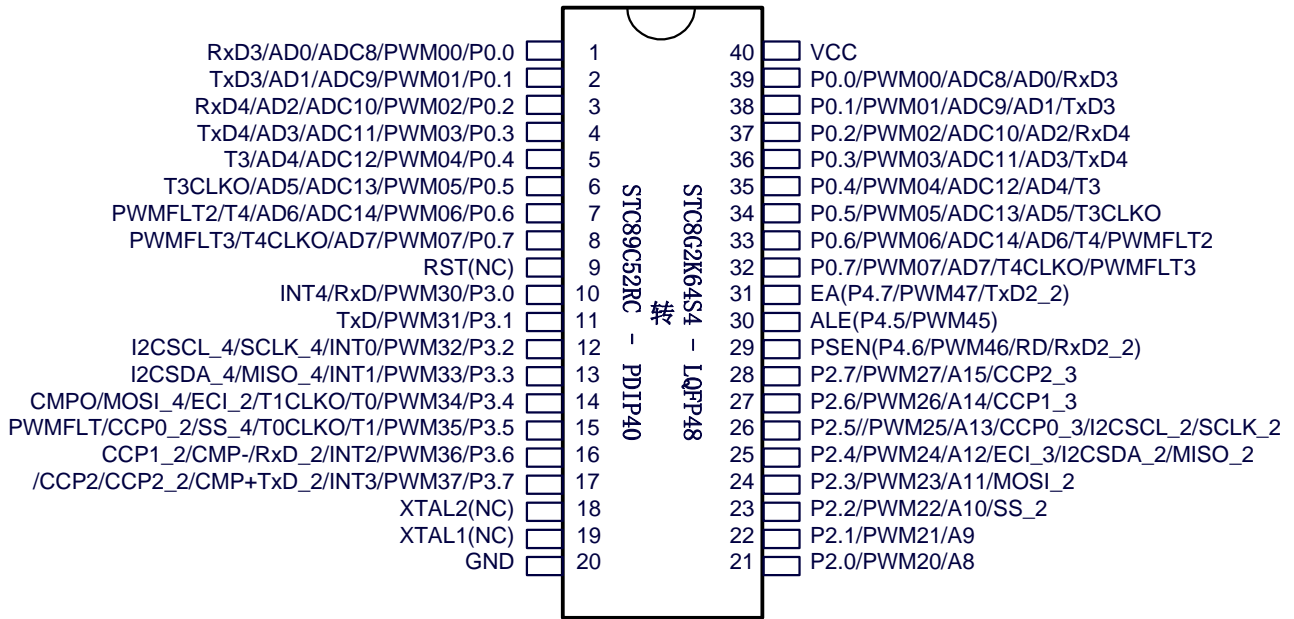 RxD3/AD0/ADC8/PWM00/P0.0 1
TxD3/AD1/ADC9/PWM01/P0.1 2
RxD4/AD2/ADC10/PWM02/P0.2 3
TxD4/AD3/ADC11/PWM03/P0.3 4
T3/AD4/ADC12/PWM04/P0.4 5
T3CLKO/AD5/ADC13/PWM05/P0.5 6
PWMFLT2/T4/AD6/ADC14/PWM06/P0.6 7
PWMFLT3/T4CLKO/AD7/PWM07/P0.7 8
RST(NC) 9
INT4/RxD/PWM30/P3.0 10
TxD/PWM31/P3.1 11
I2CSCL_4/SCLK_4/INT0/PWM32/P3.2 12
I2CSDA_4/MISO_4/INT1/PWM33/P3.3 13
CMPO/MOSI_4/ECI_2/T1CLKO/T0/PWM34/P3.4 14
PWMFLT/CCP0_2/SS_4/T0CLKO/T1/PWM35/P3.5 15
CCP1_2/CMP-/RxD_2/INT2/PWM36/P3.6 16
/CCP2/CCP2_2/CMP+TxD_2/INT3/PWM37/P3.7 17
XTAL2(NC) 18
XTAL1(NC) 19
GND 20
STC89C52RC - PDIP40
转
STC8G2K64S4 - LQFP48
40 VCC
39 P0.0/PWM00/ADC8/AD0/RxD3
38 P0.1/PWM01/ADC9/AD1/TxD3
37 P0.2/PWM02/ADC10/AD2/RxD4
36 P0.3/PWM03/ADC11/AD3/TxD4
35 P0.4/PWM04/ADC12/AD4/T3
34 P0.5/PWM05/ADC13/AD5/T3CLKO
33 P0.6/PWM06/ADC14/AD6/T4/PWMFLT2
32 P0.7/PWM07/AD7/T4CLKO/PWMFLT3
31 EA(P4.7/PWM47/TxD2_2)
30 ALE(P4.5/PWM45)
29 PSEN(P4.6/PWM46/RD/RxD2_2)
28 P2.7/PWM27/A15/CCP2_3
27 P2.6/PWM26/A14/CCP1_3
26 P2.5//PWM25/A13/CCP0_3/I2CSCL_2/SCLK_2
25 P2.4/PWM24/A12/ECI_3/I2CSDA_2/MISO_2
24 P2.3/PWM23/A11/MOSI_2
23 P2.2/PWM22/A10/SS_2
22 P2.1/PWM21/A9
21 P2.0/PWM20/A8